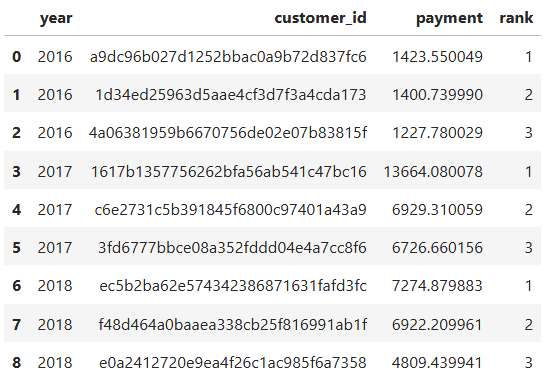 year customer_id payment rank
0 2016 a9dc96b027d1252bbac0a9b72d837fc6 1423.550049 1
1 2016 1d34ed25963d5aae4cf3d7f3a4cda173 1400.739990 2
2 2016 4a06381959b6670756de02e07b83815f 1227.780029 3
3 2017 1617b1357756262bfa56ab541c47bc16 13664.080078 1
4 2017 c6e2731c5b391845f6800c97401a43a9 6929.310059 2
5 2017 3fd6777bbce08a352fddd04e4a7cc8f6 6726.660156 3
6 2018 ec5b2ba62e574342386871631fafd3fc 7274.879883 1
7 2018 f48d464a0baaea338cb25f816991ab1f 6922.209961 2
8 2018 e0a2412720e9ea4f26c1ac985f6a7358 4809.439941 3